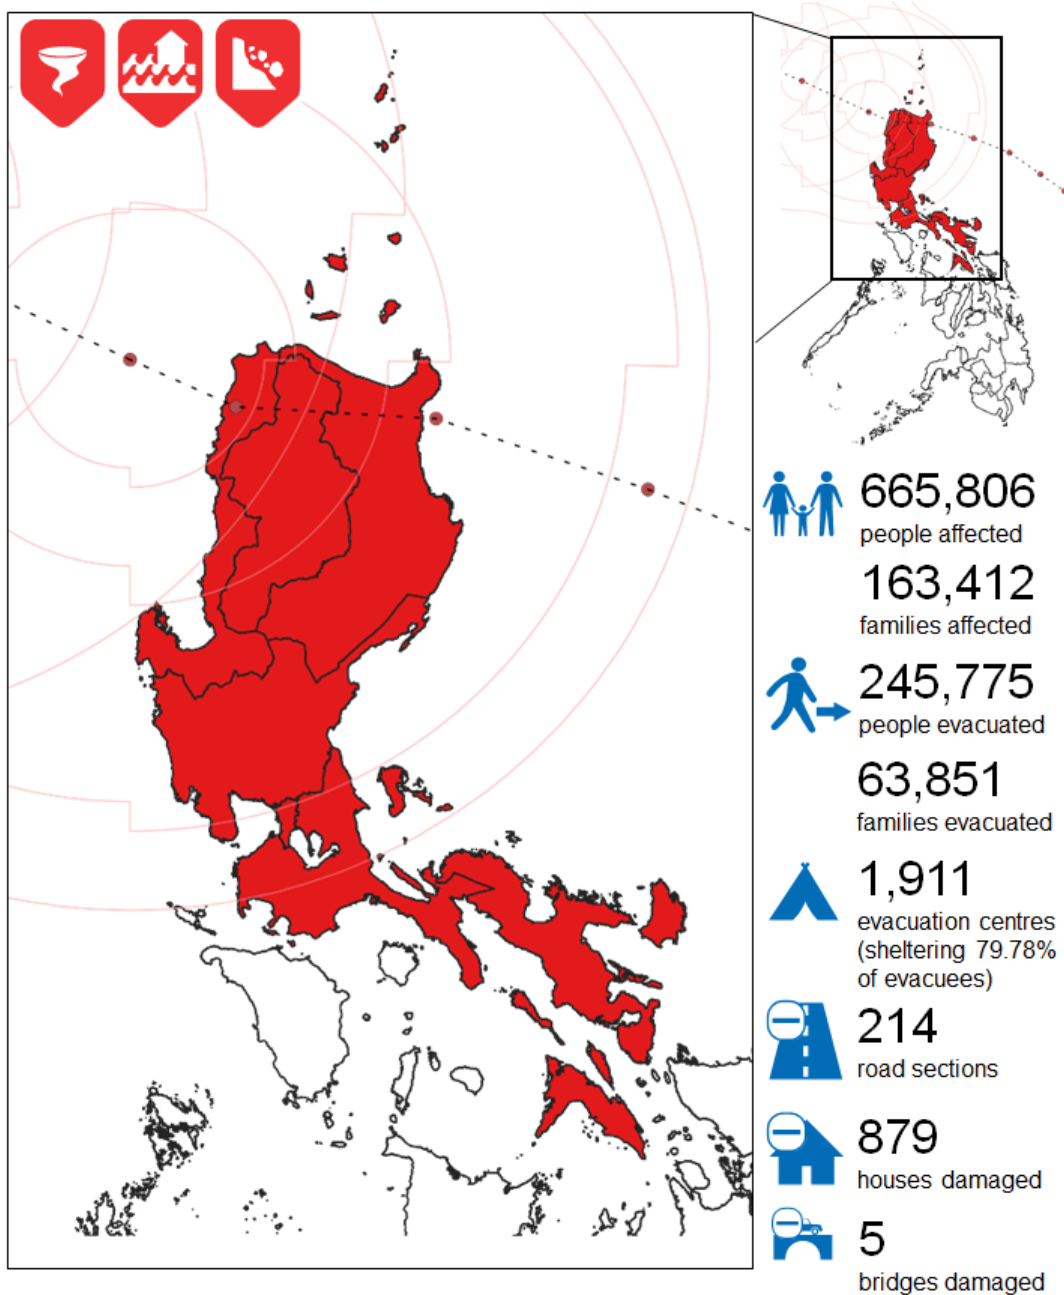 665,806
people affected
163,412
families affected
245,775
people evacuated
63,851
families evacuated
1,911
evacuation centres
(sheltering 79.78%
of evacuees)
214
road sections
879
houses damaged
5
bridges damaged